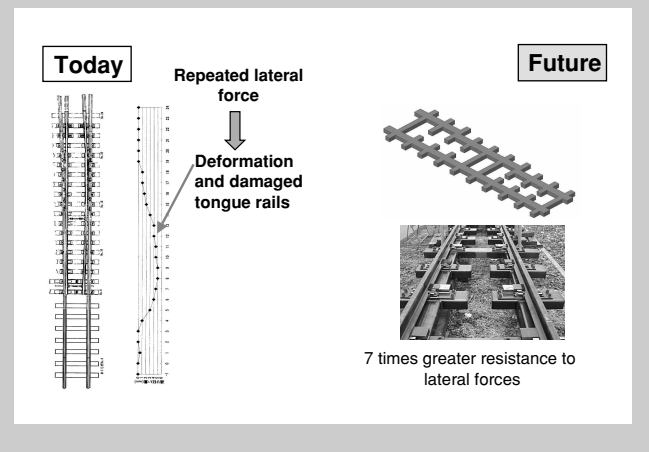 Today
Repeated lateral
force
Deformation
and damaged
tongue rails
Future
7 times greater resistance to
lateral forces